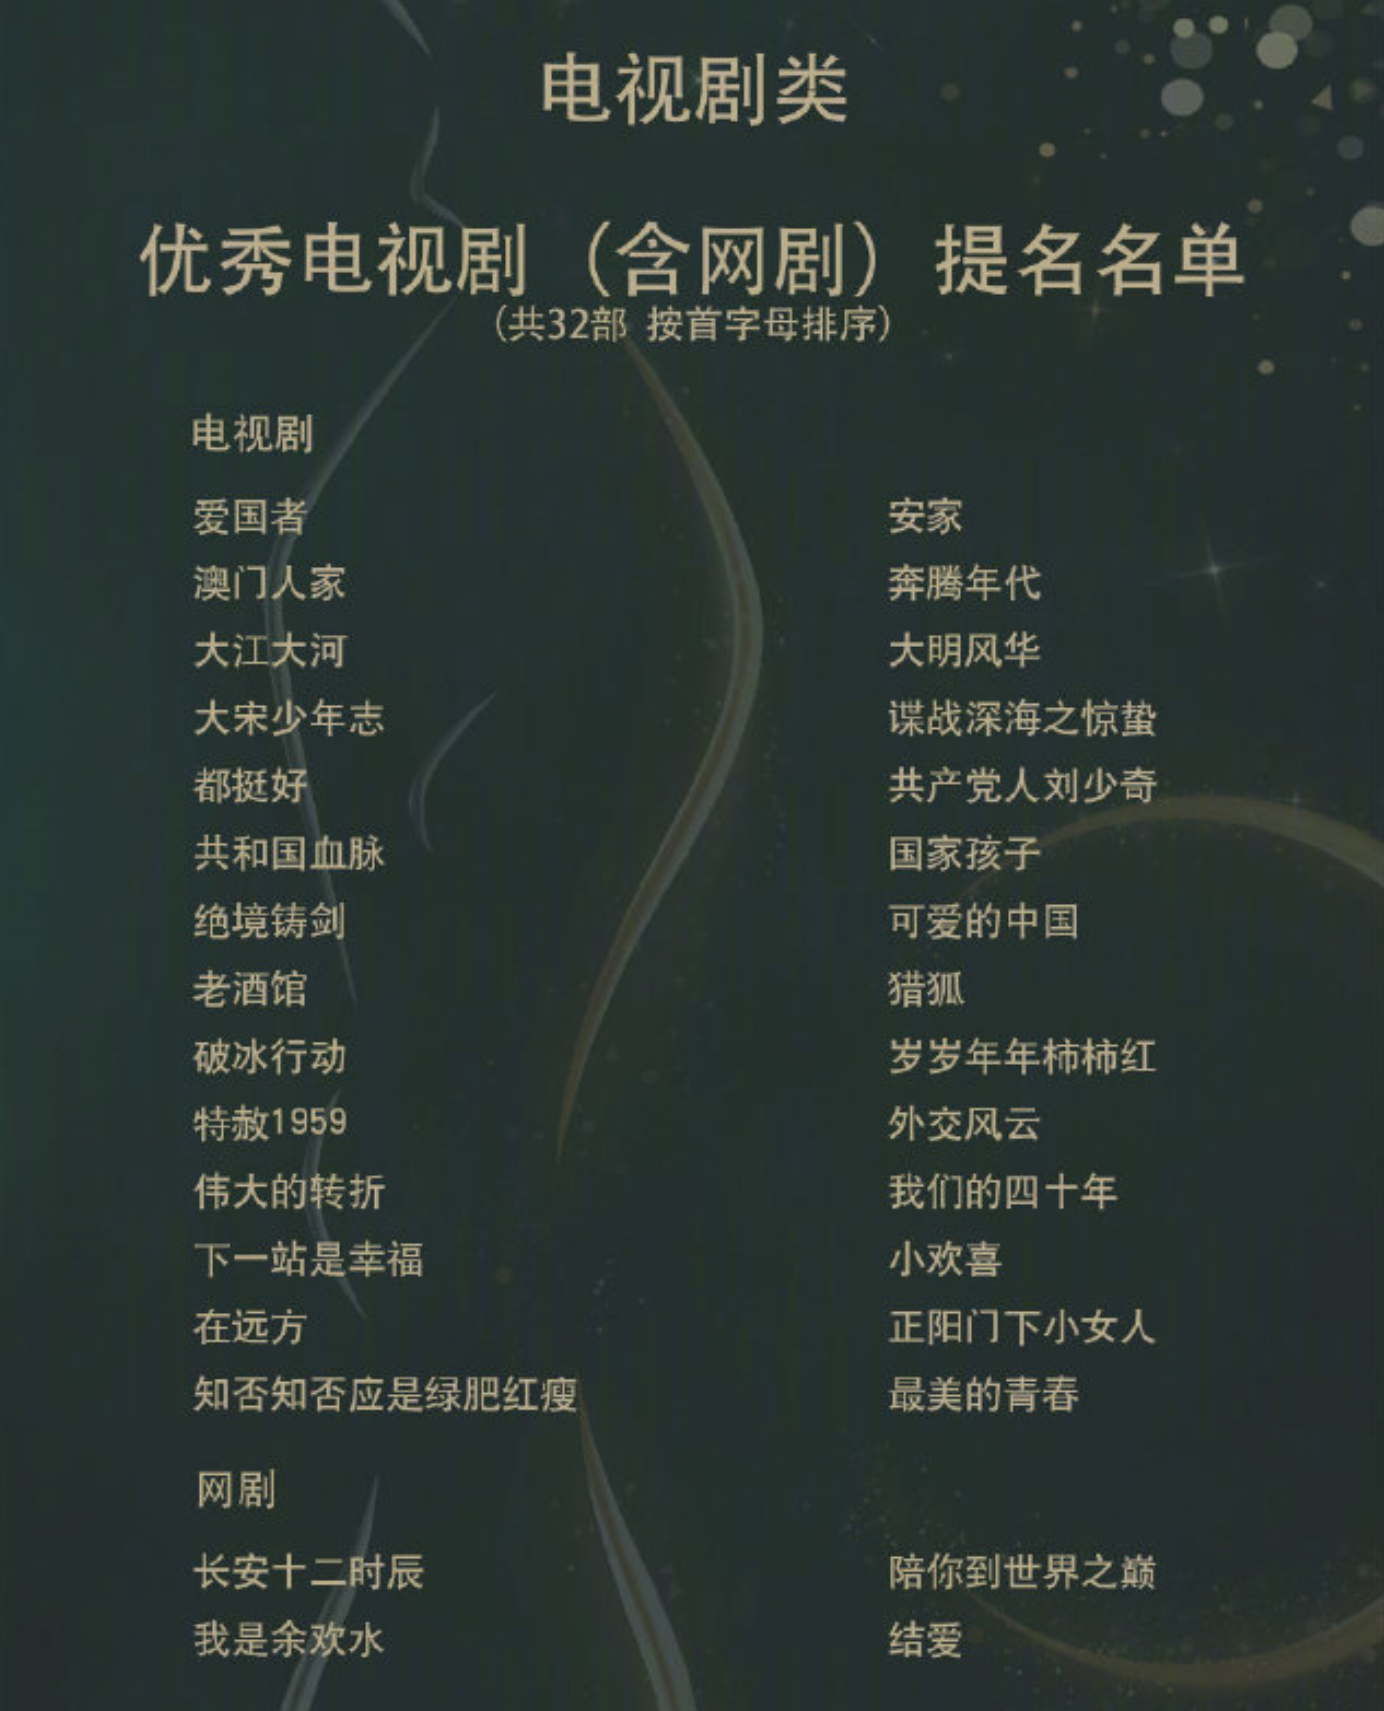 电视剧类
优秀电视剧（含网剧）提名名单
（共32部 按首字母排序）
电视剧
爱国者 安家
澳门人家 奔腾年代
大江大河 大明风华
大宋少年志 谍战深海之惊蛰
都挺好 共产党人刘少奇
共和国血脉 国家孩子
绝境铸剑 可爱的中国
老酒馆 猎狐
破冰行动 岁岁年年柿柿红
特赦1959 外交风云
伟大的转折 我们的四十年
下一站是幸福 小欢喜
在远方 正阳门下小女人
知否知否应是绿肥红瘦 最美的青春
网剧
长安十二时辰 陪你到世界之巅
我是余欢水 结爱